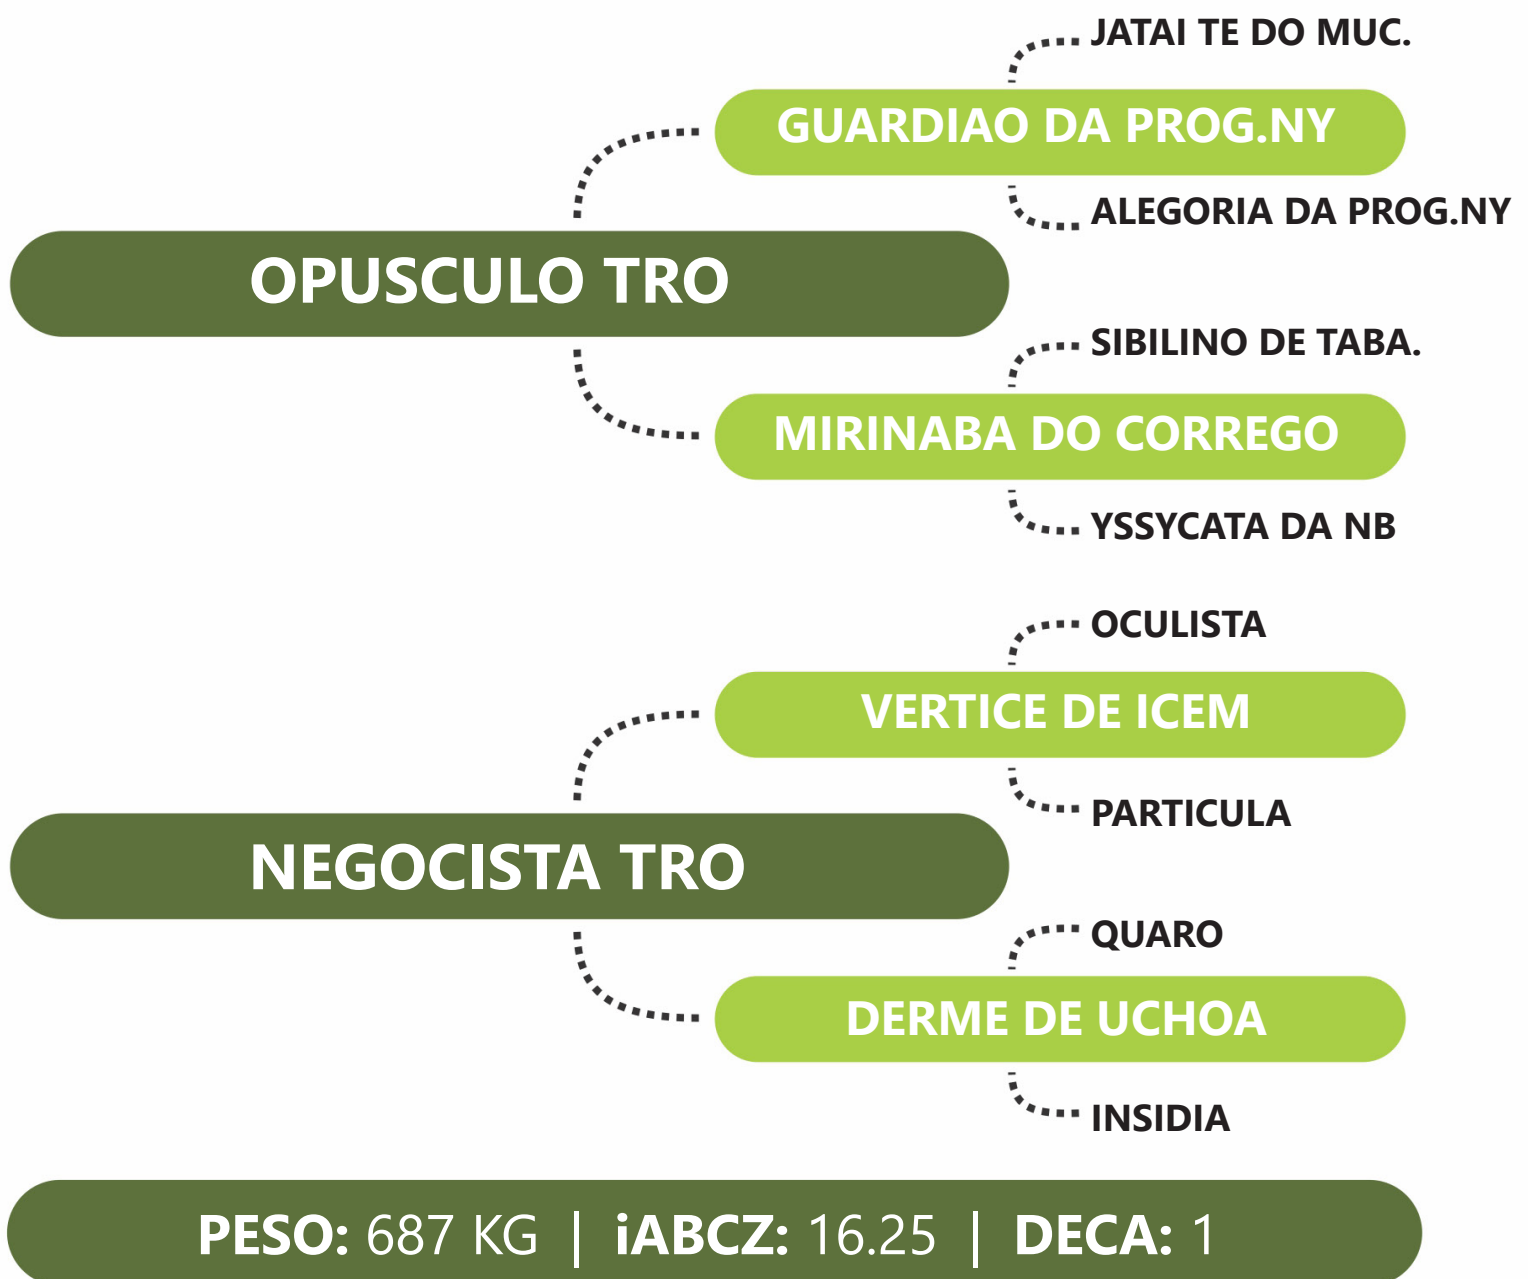 JATAI TE DO MUC.
GUARDIAO DA PROG.NY
ALEGORIA DA PROG.NY
OPUSCULO TRO
SIBILINO DE TABA.
MIRINABA DO CORREGO
YSSYCATA DA NB
OCULISTA
VERTICE DE ICEM
PARTICULA
NEGOCISTA TRO
QUARO
DERME DE UCHOA
INSIDIA
PESO: 687 KG | iABCZ: 16.25 | DECA: 1